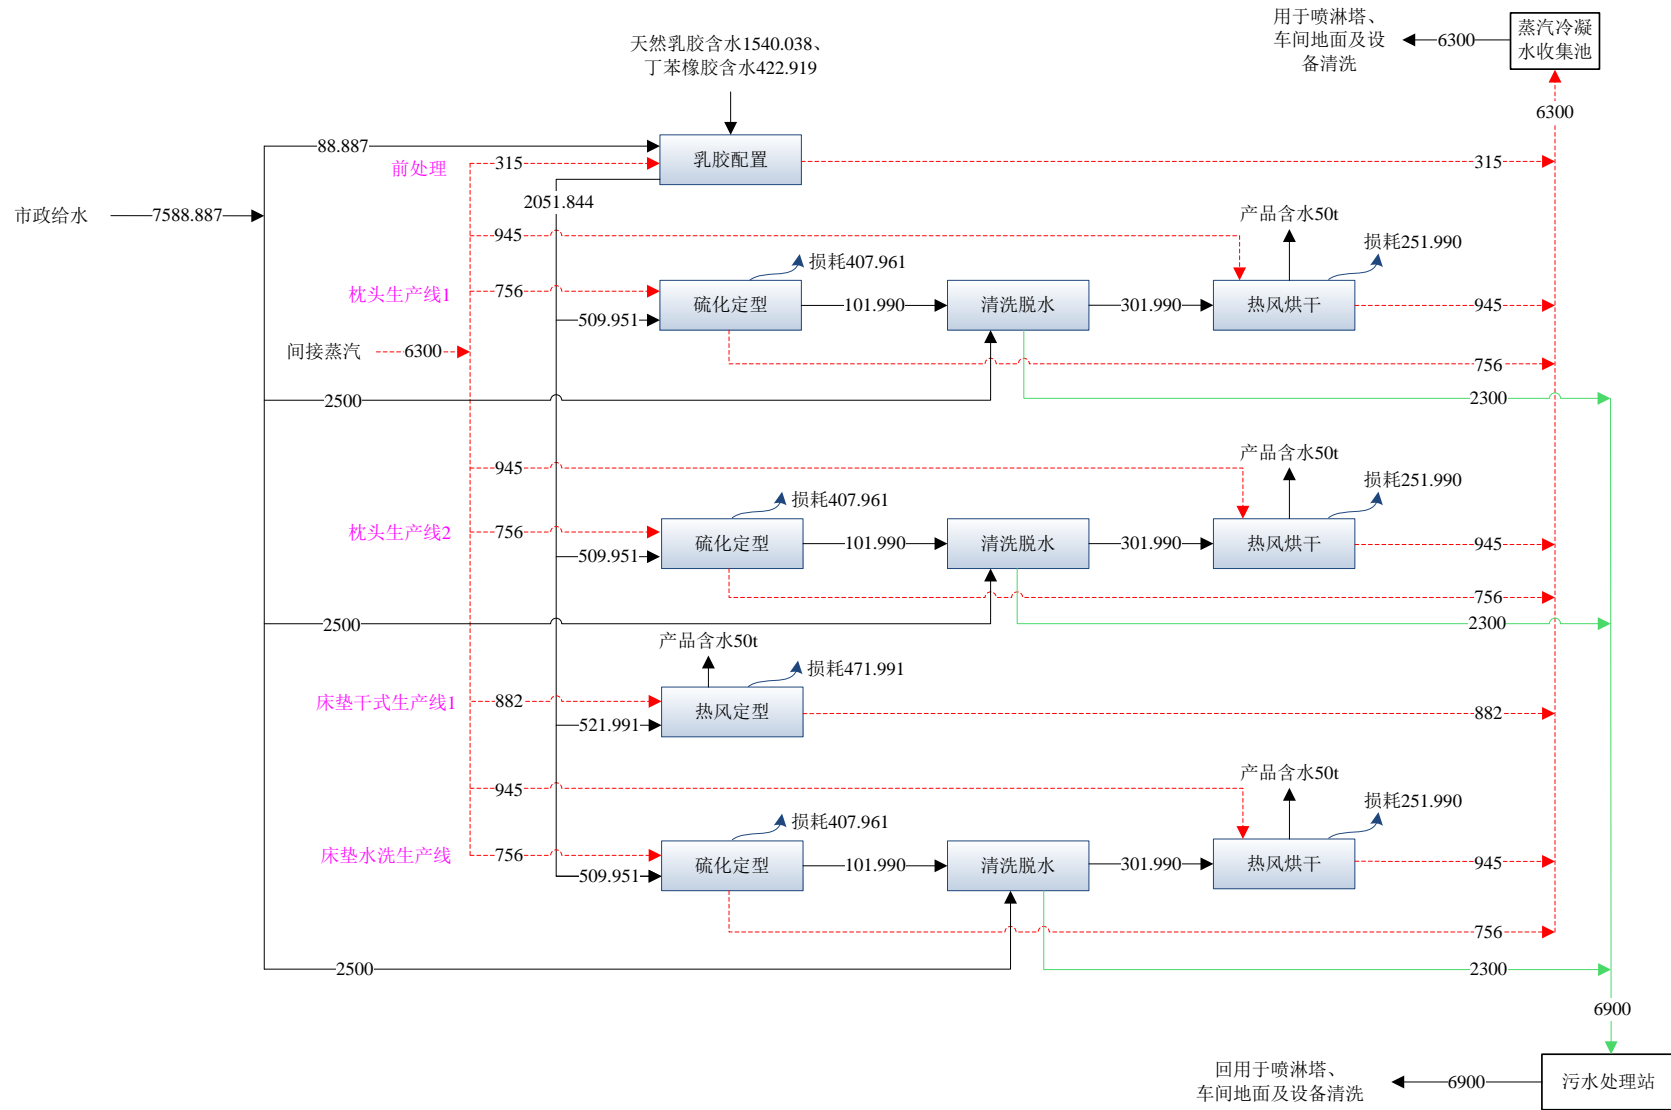 用于喷淋塔、
车间地面及设
备清洗
6300
蒸汽冷凝
水收集池
6300
天然乳胶含水1540.038、
丁苯橡胶含水422.919
88.887
前处理
315
乳胶配置
315
2051.844
市政给水
7588.887
945
产品含水50t
损耗251.990
损耗407.961
枕头生产线1
756
硫化定型
101.990
清洗脱水
301.990
热风烘干
945
509.951
间接蒸汽
6300
756
2500
2300
945
产品含水50t
损耗251.990
损耗407.961
枕头生产线2
756
硫化定型
101.990
清洗脱水
301.990
热风烘干
945
509.951
756
2500
2300
产品含水50t
损耗471.991
床垫干式生产线1
882
热风定型
882
521.991
945
产品含水50t
损耗251.990
损耗407.961
床垫水洗生产线
756
硫化定型
101.990
清洗脱水
301.990
热风烘干
945
509.951
756
2500
2300
6900
回用于喷淋塔、
车间地面及设备清洗
6900
污水处理站